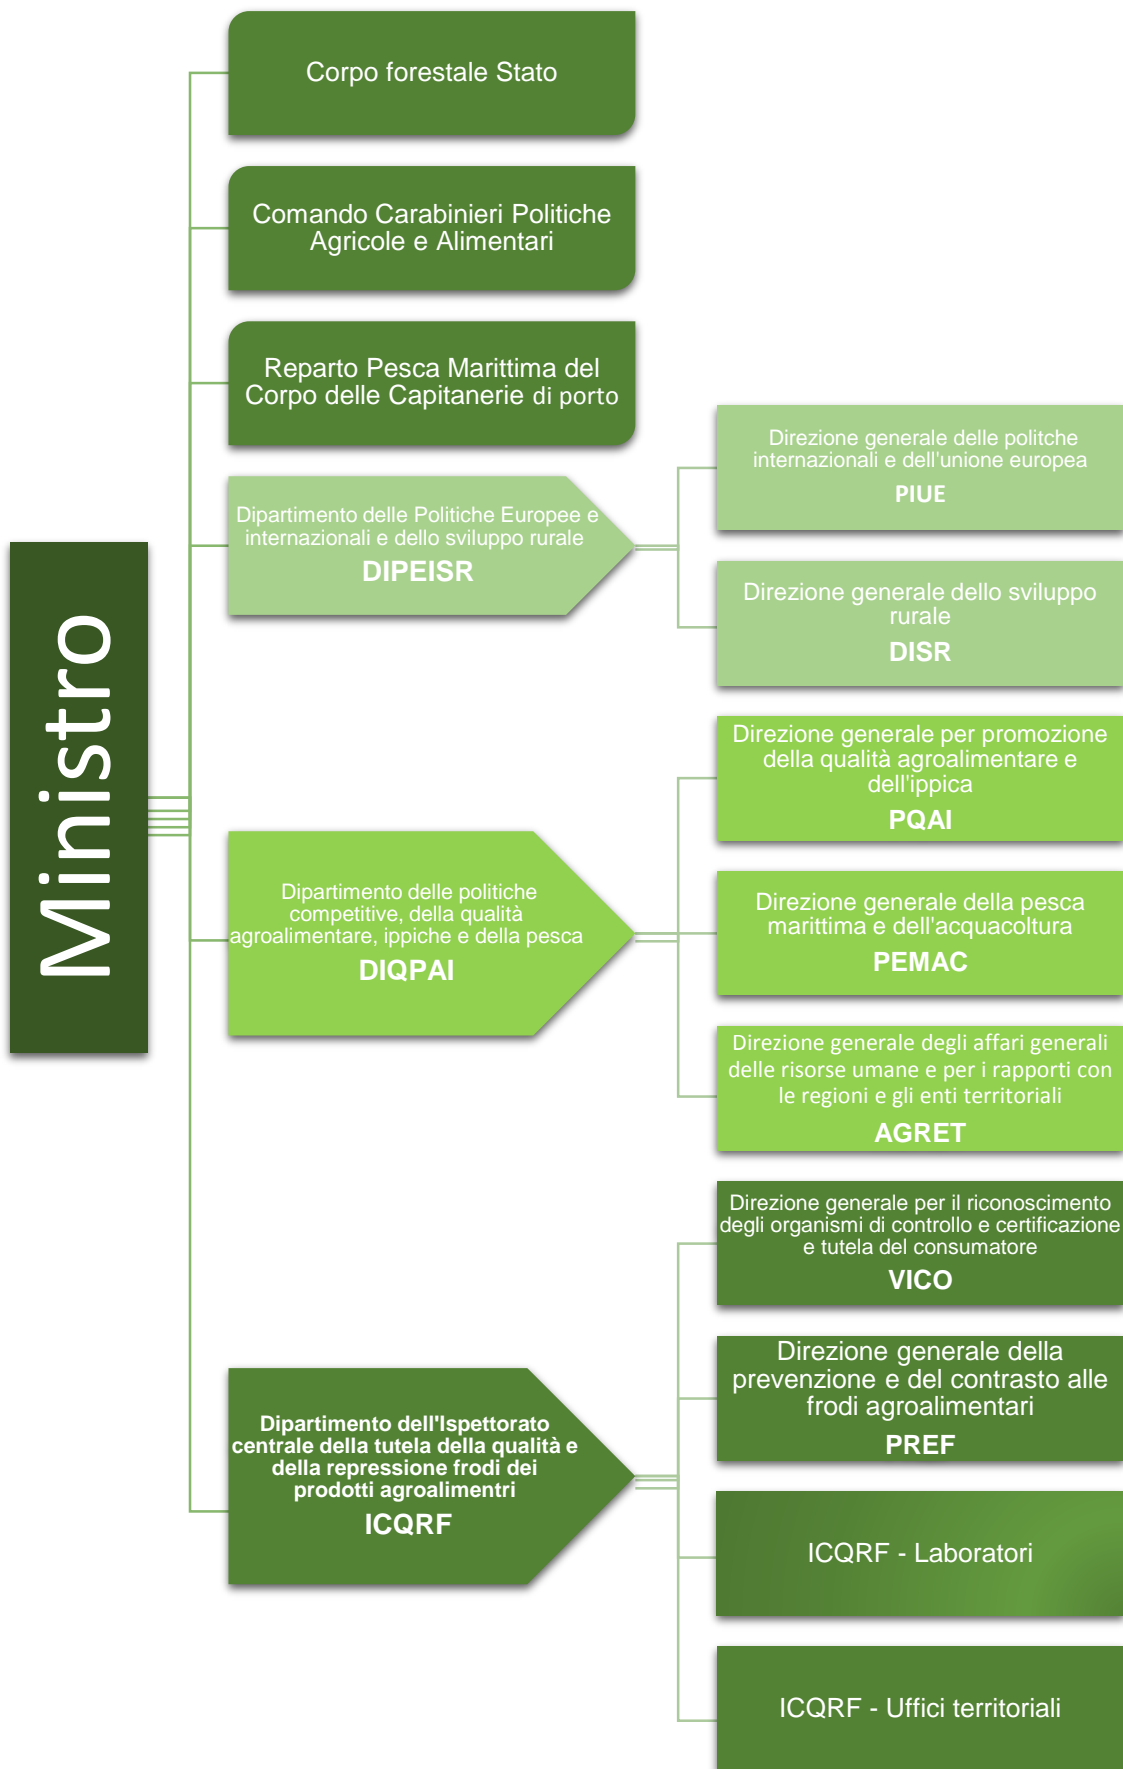 Ministro
Corpo forestale Stato
Comando Carabinieri Politiche
Agricole e Alimentari
Reparto Pesca Marittima del
Corpo delle Capitanerie di porto
Dipartimento delle Politiche Europee e
internazionali e dello sviluppo rurale
DIPEISR
Direzione generale delle politche
internazionali e dell'unione europea
PIUE
Direzione generale dello sviluppo
rurale
DISR
Dipartimento delle politiche
competitive, della qualità
agroalimentare, ippiche e della pesca
DIQPAI
Direzione generale per promozione
della qualità agroalimentare e
dell'ippica
PQAI
Direzione generale della pesca
marittima e dell'acquacoltura
PEMAC
Direzione generale degli affari generali
delle risorse umane e per i rapporti con
le regioni e gli enti territoriali
AGRET
Dipartimento dell'Ispettorato
centrale della tutela della qualità e
della repressione frodi dei
prodotti agroalimentri
ICQRF
Direzione generale per il riconoscimento
degli organismi di controllo e certificazione
e tutela del consumatore
VICO
Direzione generale della
prevenzione e del contrasto alle
frodi agroalimentari
PREF
ICQRF - Laboratori
ICQRF - Uffici territoriali